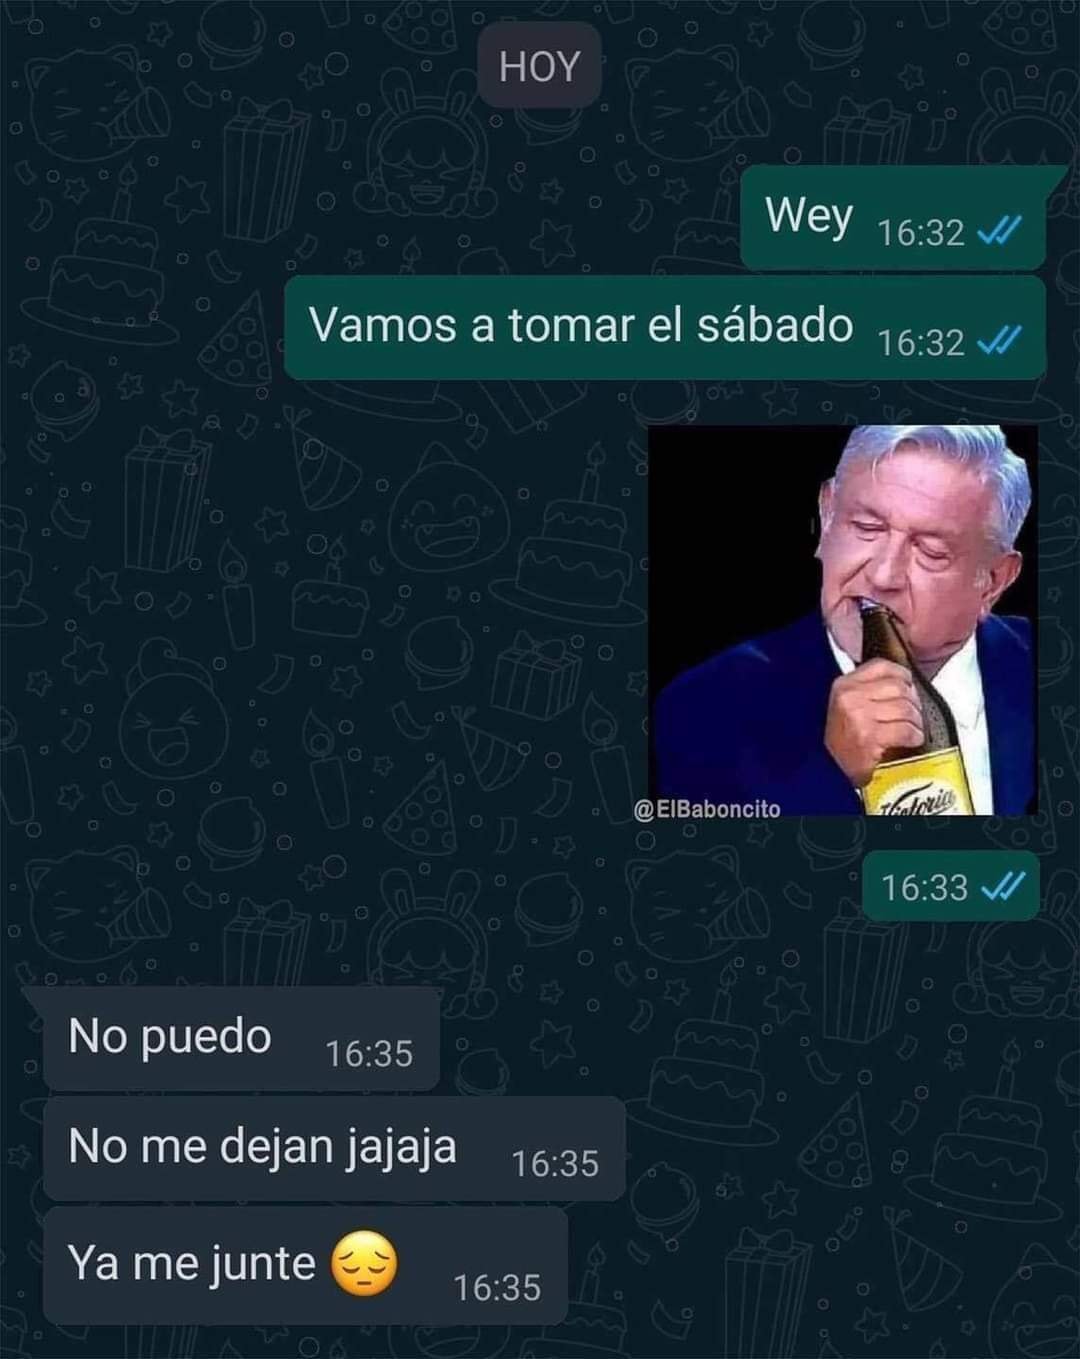 HOY
Wey 16:32
Vamos a tomar el sábado 16:32
Victoria
@ElBaboncito
16:33
No puedo 16:35
No me dejan jajaja 16:35
Ya me junte 😔 16:35